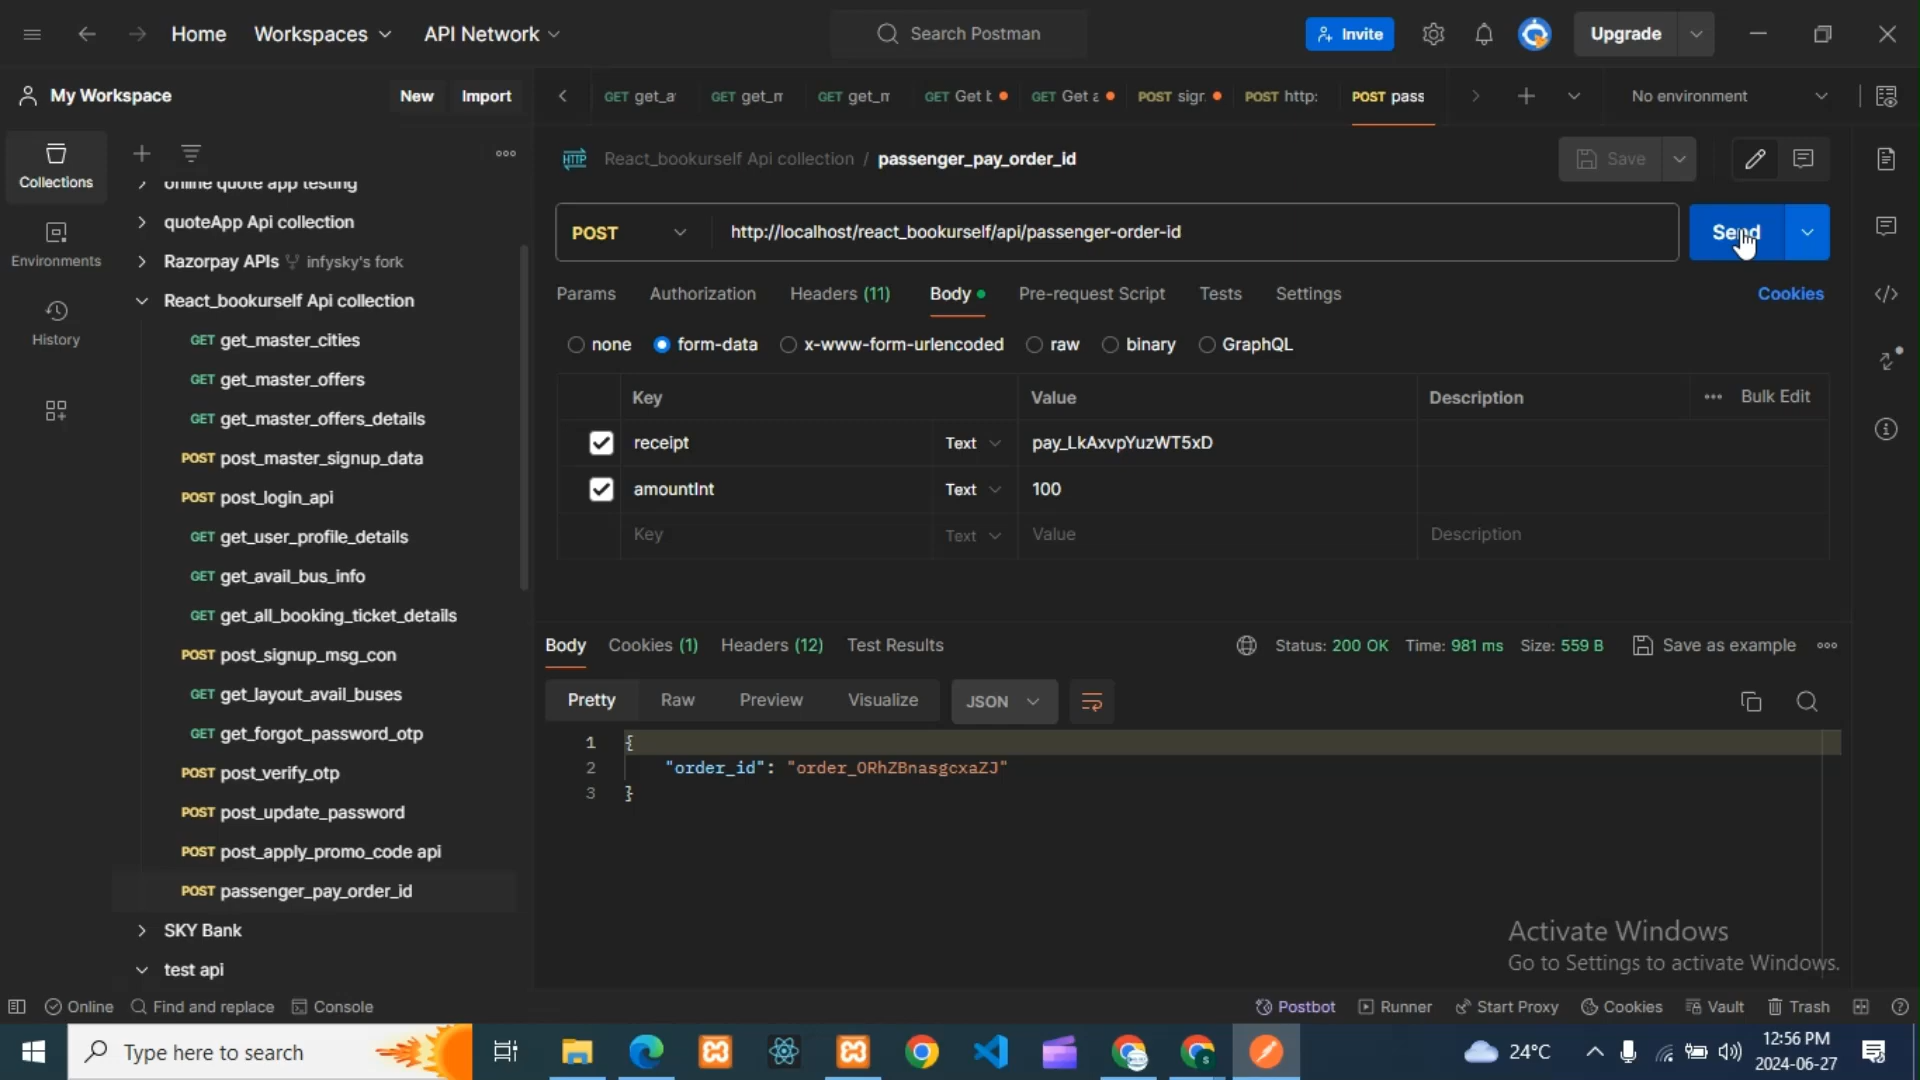 Home Workspaces API Network Search Postman Invite Upgrade
My Workspace New Import GET get_a GET get_m GET get_m GET Get b GET Get a POST sign POST http: POST pass No environment
Collections
Environments
History
online quote app testing
quoteApp Api collection
Razorpay APIs infysky's fork
React_bookurself Api collection
GET get_master_cities
GET get_master_offers
GET get_master_offers_details
POST post_master_signup_data
POST post_login_api
GET get_user_profile_details
GET get_avail_bus_info
GET get_all_booking_ticket_details
POST post_signup_msg_con
GET get_layout_avail_buses
GET get_forgot_password_otp
POST post_verify_otp
POST post_update_password
POST post_apply_promo_code api
POST passenger_pay_order_id
SKY Bank
test api
HTTP React_bookurself Api collection / passenger_pay_order_id Save
POST http://localhost/react_bookurself/api/passenger-order-id Send
Params Authorization Headers (11) Body Pre-request Script Tests Settings Cookies
none form-data x-www-form-urlencoded raw binary GraphQL
Key Value Description Bulk Edit
receipt Text pay_LkAxvpYuzWT5xD
amountInt Text 100
Key Text Value Description
Body Cookies (1) Headers (12) Test Results Status: 200 OK Time: 981 ms Size: 559 B Save as example
Pretty Raw Preview Visualize JSON
1 {
2 "order_id": "order_ORhZBnasgcxaZJ"
3 }
Activate Windows
Go to Settings to activate Windows.
Online Find and replace Console Postbot Runner Start Proxy Cookies Vault Trash
Type here to search 24°C 12:56 PM
2024-06-27